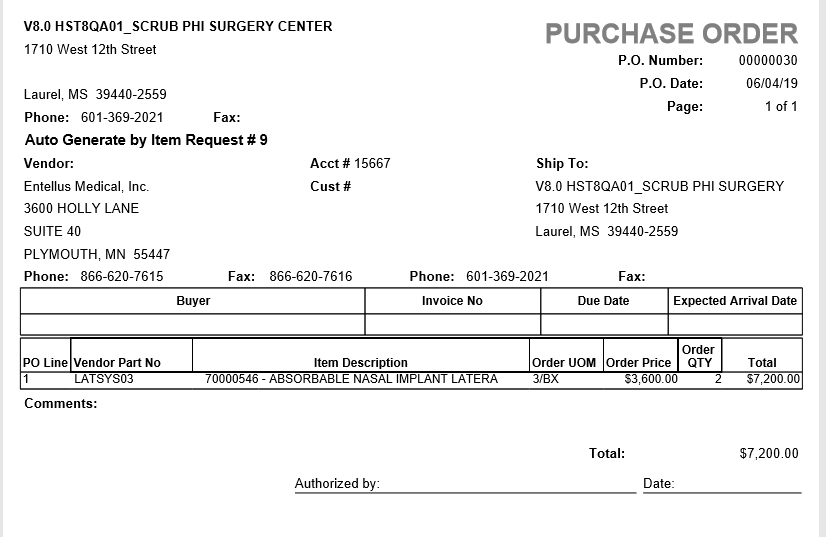 V8.0 HST8QA01_SCRUB PHI SURGERY CENTER
PURCHASE ORDER
1710 West 12th Street
P.O. Number: 00000030
P.O. Date: 06/04/19
Laurel, MS 39440-2559
Page: 1 of 1
Phone: 601-369-2021 Fax:
Auto Generate by Item Request # 9
Vendor: Acct # 15667 Ship To:
Entellus Medical, Inc. Cust # V8.0 HST8QA01_SCRUB PHI SURGERY
3600 HOLLY LANE 1710 West 12th Street
SUITE 40 Laurel, MS 39440-2559
PLYMOUTH, MN 55447
Phone: 866-620-7615 Fax: 866-620-7616 Phone: 601-369-2021 Fax:
Buyer Invoice No Due Date Expected Arrival Date
PO Line Vendor Part No Item Description Order UOM Order Price Order QTY Total
1 LATSYS03 70000546 - ABSORBABLE NASAL IMPLANT LATERA 3/BX $3,600.00 2 $7,200.00
Comments:
Total: $7,200.00
Authorized by: Date: